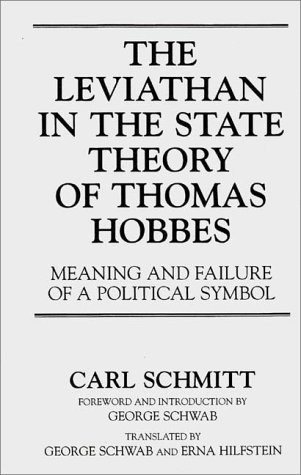 THE
LEVIATHAN
IN THE STATE
THEORY
OF THOMAS
HOBBES
MEANING AND FAILURE
OF A POLITICAL SYMBOL
CARL SCHMITT
FOREWORD AND INTRODUCTION BY
GEORGE SCHWAB
TRANSLATED BY
GEORGE SCHWAB AND ERNA HILFSTEIN